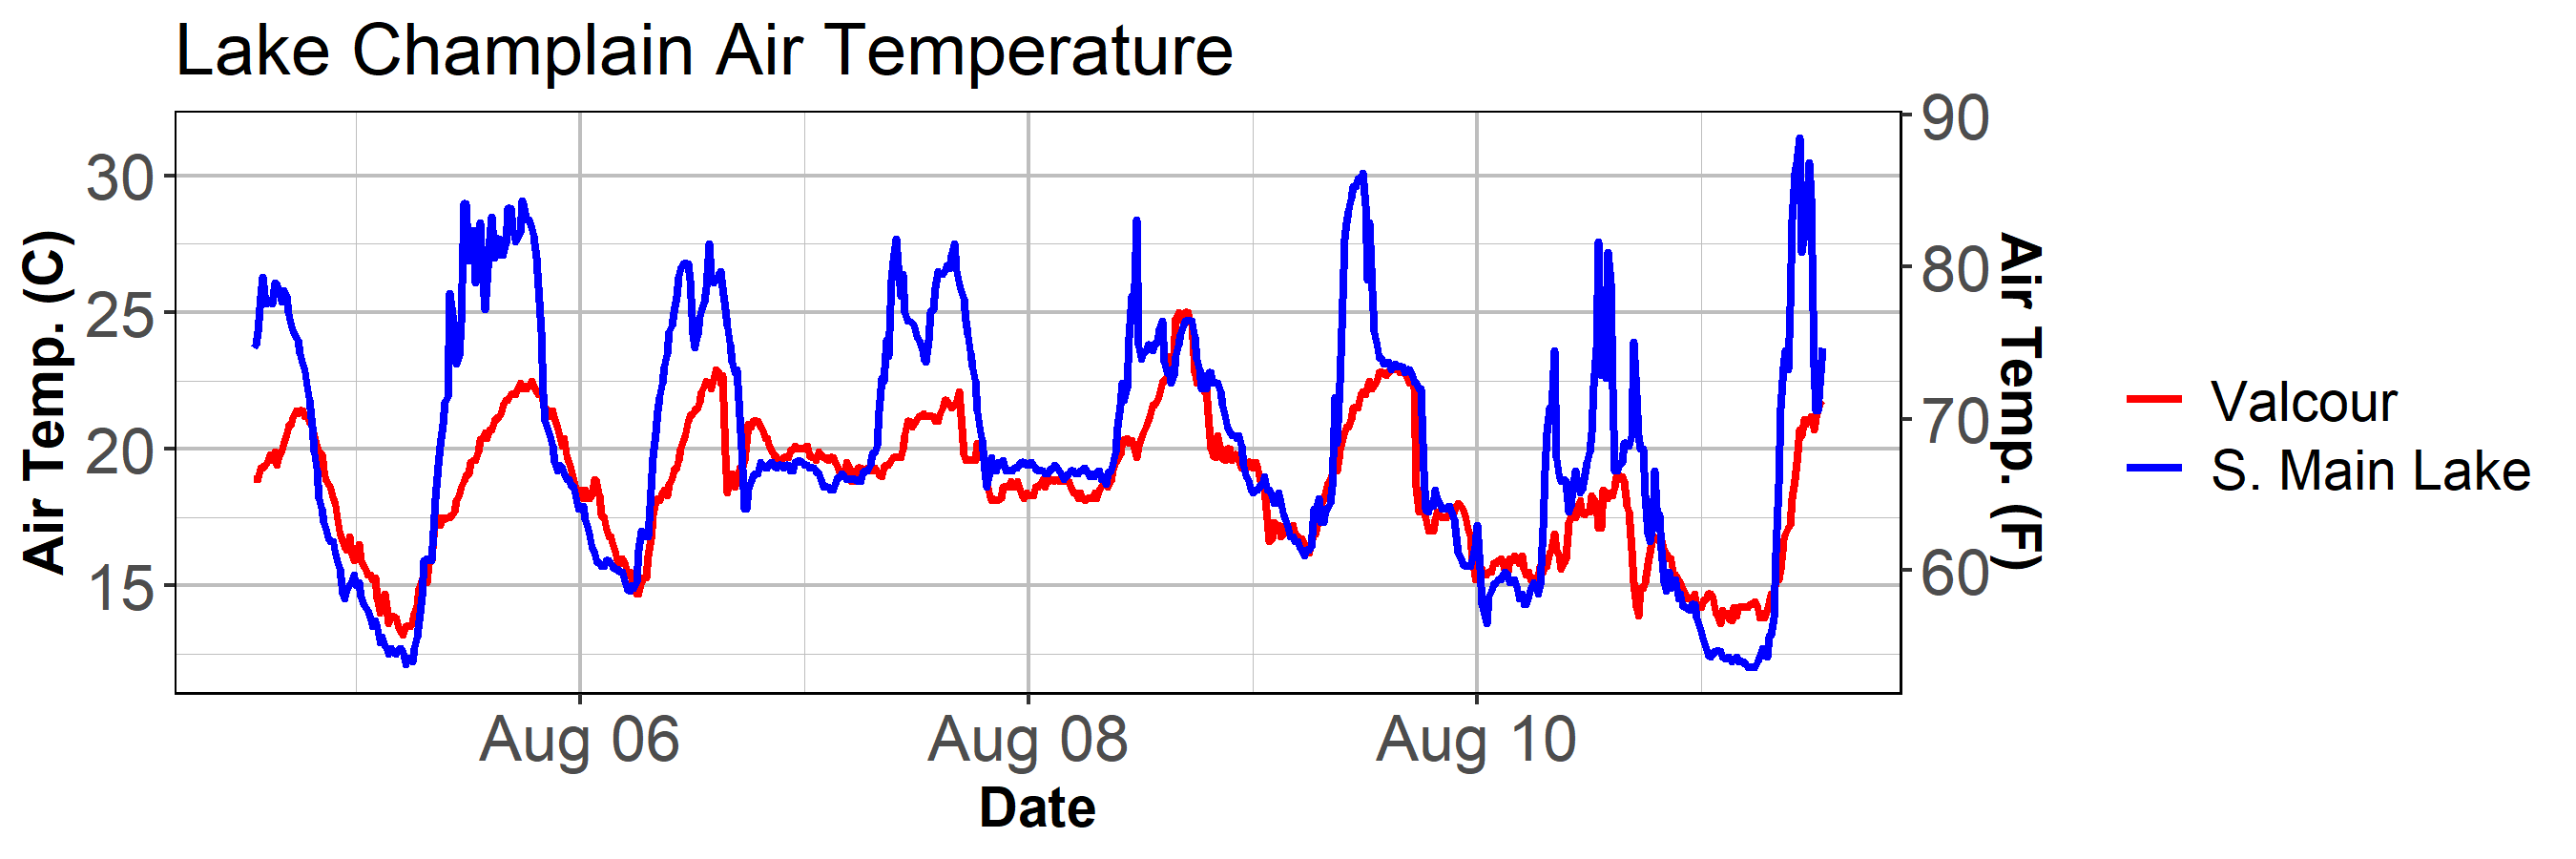 Lake Champlain Air Temperature
Air Temp. (C)
30
25
20
15
90
80
70
60
Air Temp. (F)
Aug 06
Aug 08
Aug 10
Date
Valcour
S. Main Lake